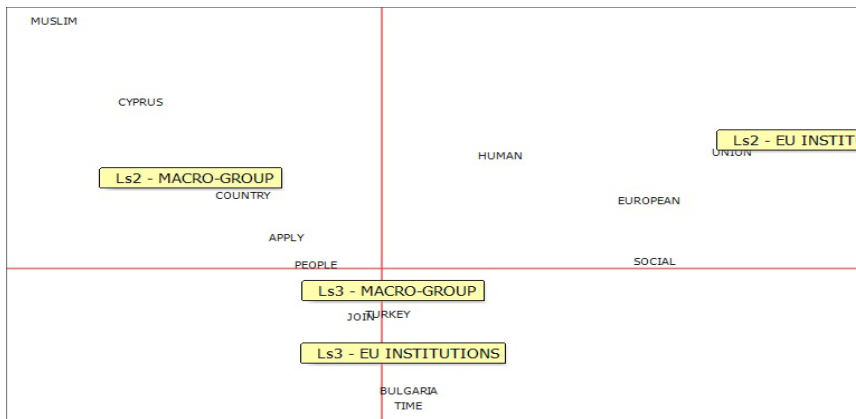 MUSLIM
CYPRUS
Ls2 - EU INSTIT
UNION
HUMAN
Ls2 - MACRO-GROUP
COUNTRY
EUROPEAN
APPLY
PEOPLE
SOCIAL
Ls3 - MACRO-GROUP
JOIN
TURKEY
Ls3 - EU INSTITUTIONS
BULGARIA
TIME